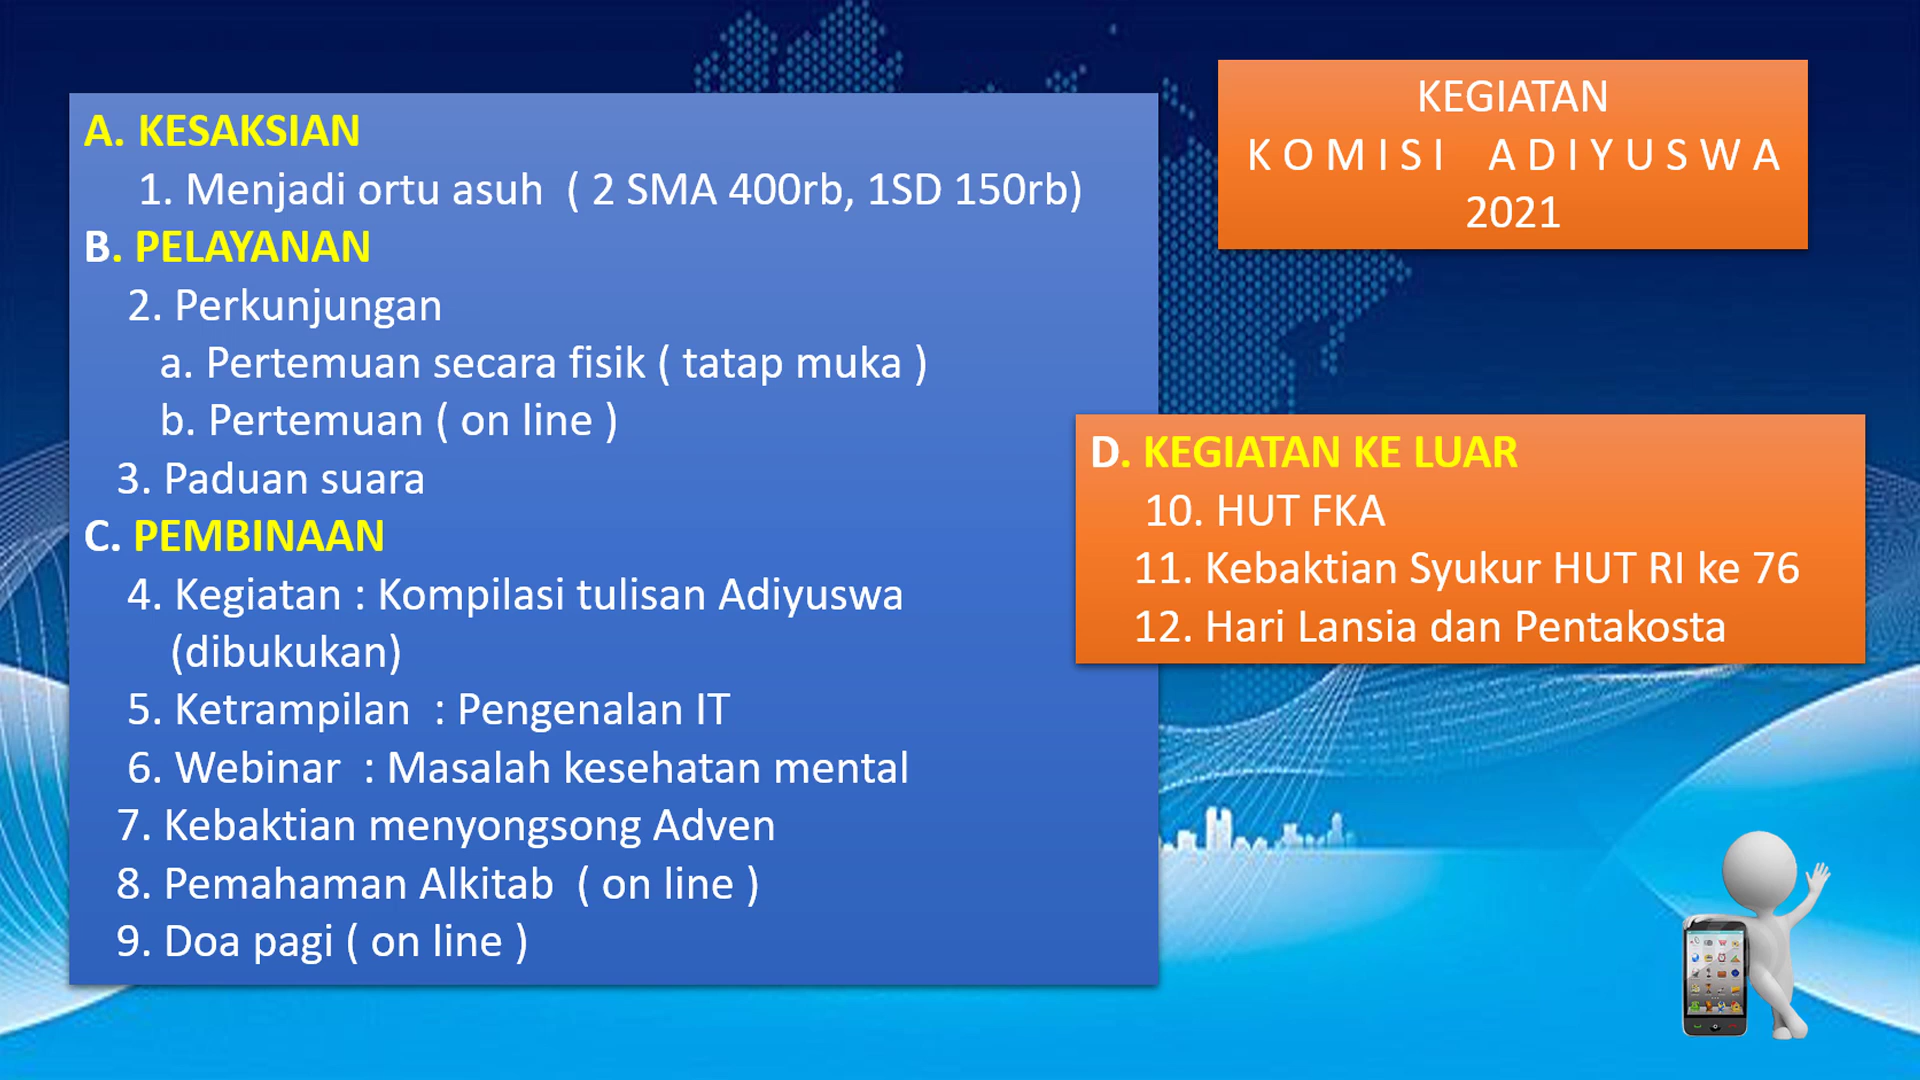 KEGIATAN
KOMISI ADIYUSWA
2021
A. KESAKSIAN
1. Menjadi ortu asuh ( 2 SMA 400rb, 1SD 150rb)
B. PELAYANAN
2. Perkunjungan
a. Pertemuan secara fisik ( tatap muka )
b. Pertemuan ( on line )
3. Paduan suara
C. PEMBINAAN
4. Kegiatan : Kompilasi tulisan Adiyuswa
(dibukukan)
5. Ketrampilan : Pengenalan IT
6. Webinar : Masalah kesehatan mental
7. Kebaktian menyongsong Adven
8. Pemahaman Alkitab ( on line )
9. Doa pagi ( on line )
D. KEGIATAN KE LUAR
10. HUT FKA
11. Kebaktian Syukur HUT RI ke 76
12. Hari Lansia dan Pentakosta